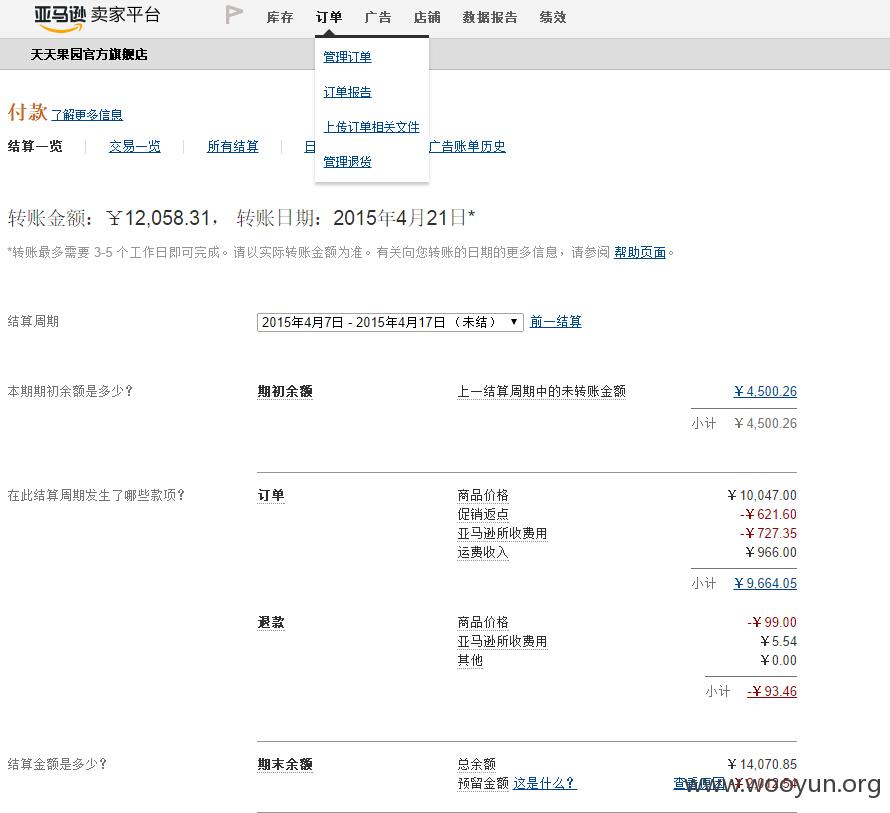 亚马逊 卖家平台
库存 订单 广告 店铺 数据报告 绩效
天天果园官方旗舰店
管理订单
订单报告
上传订单相关文件
管理退货
付款 了解更多信息
结算一览 交易一览 所有结算 日 广告账单历史
转账金额：￥12,058.31， 转账日期：2015年4月21日*
*转账最多需要 3-5 个工作日即可完成。请以实际转账金额为准。有关向您转账的日期的更多信息，请参阅 帮助页面。
结算周期 2015年4月7日 - 2015年4月17日 （未结） 前一结算
本期期初余额是多少？ 期初余额 上一结算周期中的未转账金额 ￥4,500.26
小计 ￥4,500.26
在此结算周期发生了哪些款项？ 订单 商品价格 ￥10,047.00
促销返点 -￥621.60
亚马逊所收费用 -￥727.35
运费收入 ￥966.00
小计 ￥9,664.05
退款 商品价格 -￥99.00
亚马逊所收费用 ￥5.54
其他 ￥0.00
小计 -￥93.46
结算金额是多少？ 期末余额 总余额 ￥14,070.85
预留金额 这是什么？ -￥2,012.54
www.wooyun.org